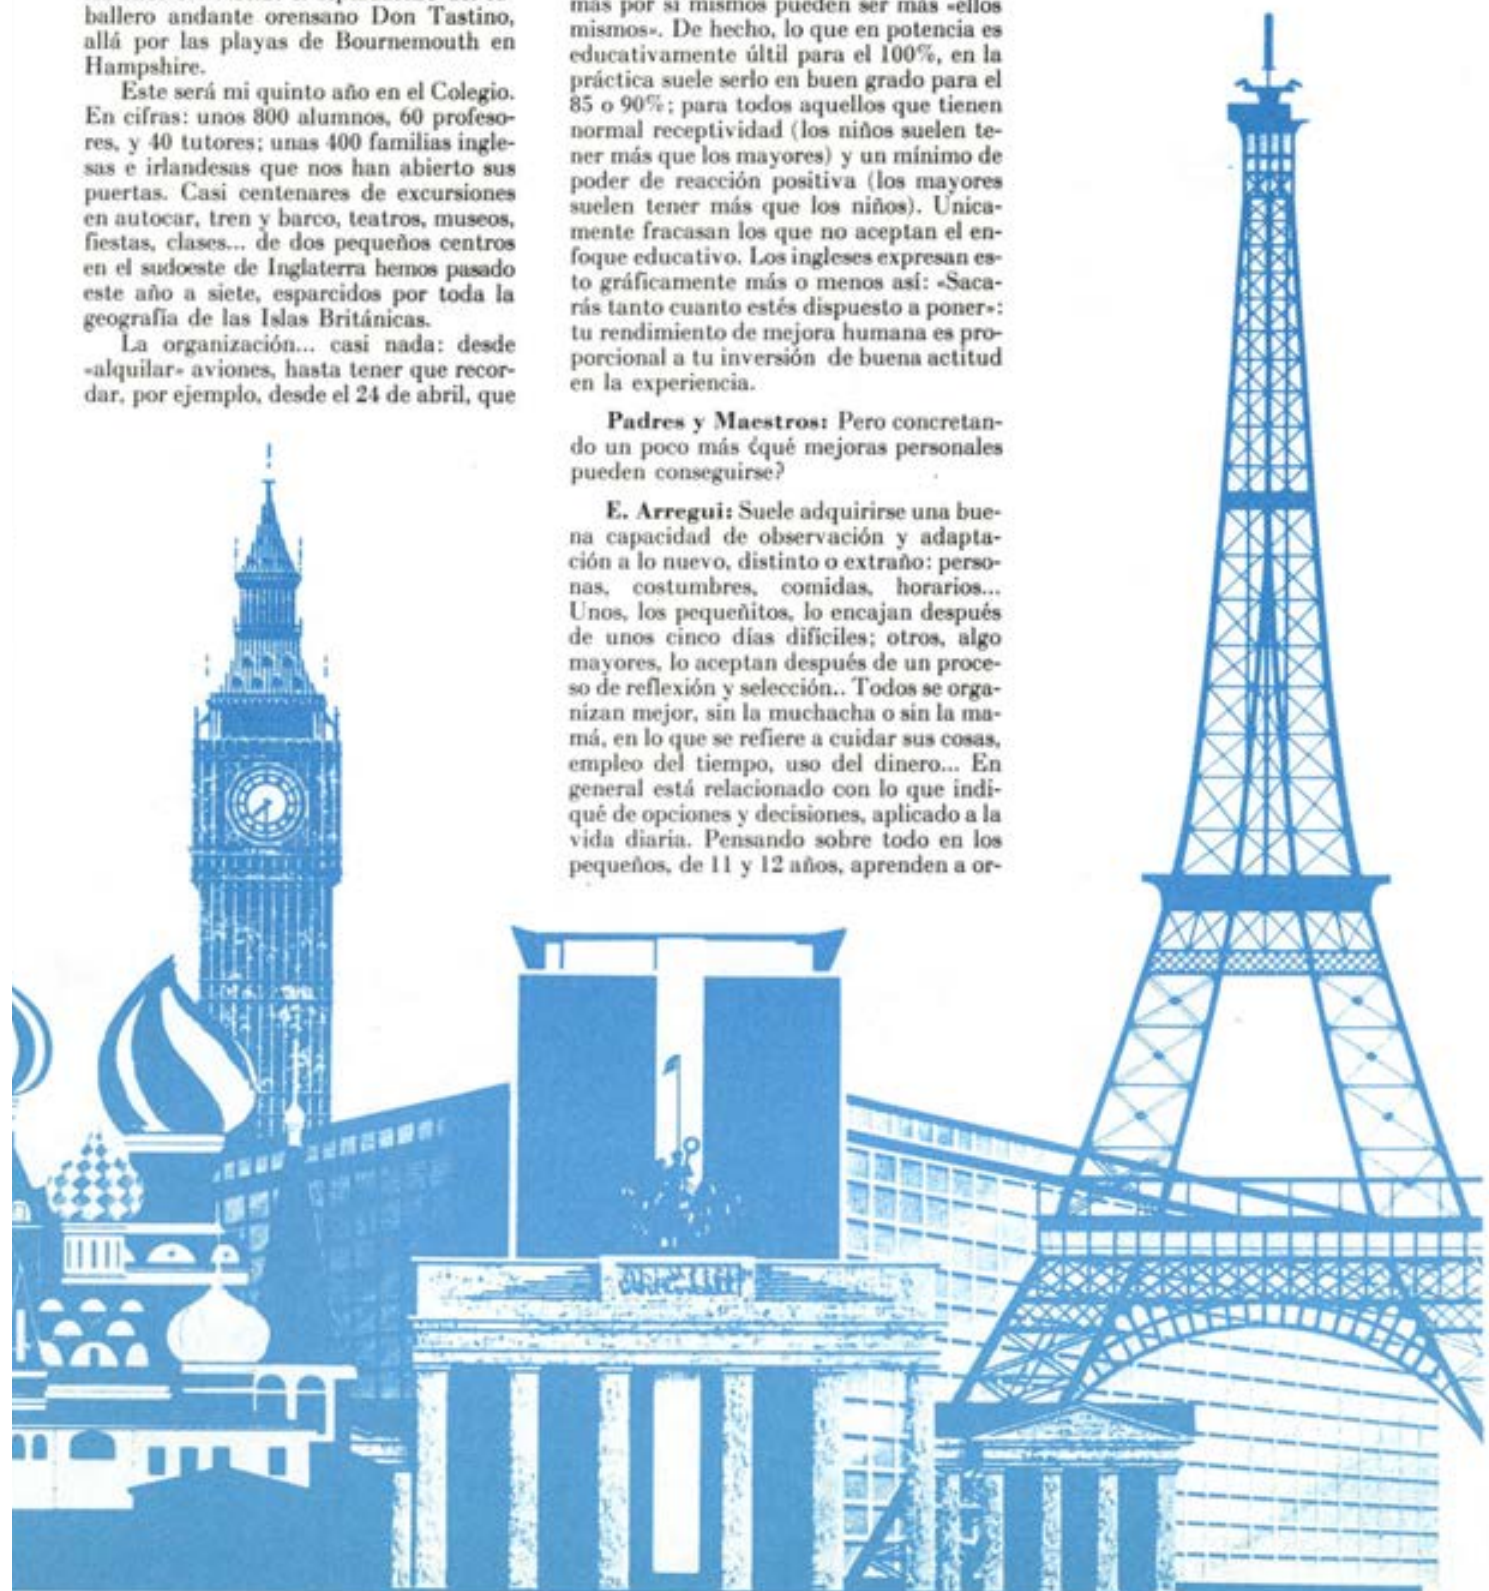 ballero andante orensano Don Tastino,
allá por las playas de Bournemouth en
Hampshire.
Este será mi quinto año en el Colegio.
En cifras: unos 800 alumnos, 60 profeso-
res, y 40 tutores; unas 400 familias ingle-
sas e irlandesas que nos han abierto sus
puertas. Casi centenares de excursiones
en autocar, tren y barco, teatros, museos,
fiestas, clases... de dos pequeños centros
en el sudoeste de Inglaterra hemos pasado
este año a siete, esparcidos por toda la
geografía de las Islas Británicas.
La organización... casi nada: desde
«alquilar» aviones, hasta tener que recor-
dar, por ejemplo, desde el 24 de abril, que
más por sí mismos pueden ser más «ellos
mismos». De hecho, lo que en potencia es
educativamente últil para el 100%, en la
práctica suele serlo en buen grado para el
85 o 90%; para todos aquellos que tienen
normal receptividad (los niños suelen te-
ner más que los mayores) y un mínimo de
poder de reacción positiva (los mayores
suelen tener más que los niños). Unica-
mente fracasan los que no aceptan el en-
foque educativo. Los ingleses expresan es-
to gráficamente más o menos así: «Saca-
rás tanto cuanto estés dispuesto a poner»:
tu rendimiento de mejora humana es pro-
porcional a tu inversión de buena actitud
en la experiencia.
Padres y Maestros: Pero concretan-
do un poco más ¿qué mejoras personales
pueden conseguirse?
E. Arregui: Suele adquirirse una bue-
na capacidad de observación y adapta-
ción a lo nuevo, distinto o extraño: perso-
nas, costumbres, comidas, horarios...
Unos, los pequeñitos, lo encajan después
de unos cinco días difíciles; otros, algo
mayores, lo aceptan después de un proce-
so de reflexión y selección.. Todos se orga-
nizan mejor, sin la muchacha o sin la ma-
má, en lo que se refiere a cuidar sus cosas,
empleo del tiempo, uso del dinero... En
general está relacionado con lo que indi-
qué de opciones y decisiones, aplicado a la
vida diaria. Pensando sobre todo en los
pequeños, de 11 y 12 años, aprenden a or-